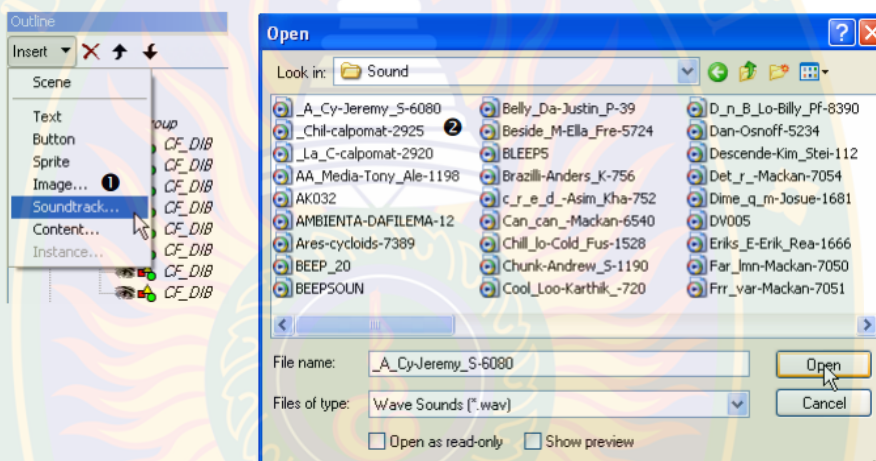 Outline
Insert
Scene
Text
Button
Sprite
Image... ❶
Soundtrack...
Content...
Instance...
oup
CF_DIB
CF_DIB
CF_DIB
CF_DIB
CF_DIB
CF_DIB
CF_DIB
Open
Look in: Sound
_A_Cy-Jeremy_S-6080
_Chil-calpomat-2925 ❷
_La_C-calpomat-2920
AA_Media-Tony_Ale-1198
AK032
AMBIENTA-DAFILEMA-12
Ares-cycloids-7389
BEEP_20
BEEPSOUN
Belly_Da-Justin_P-39
Beside_M-Ella_Fre-5724
BLEEP5
Brazilli-Anders_K-756
c_r_e_d_-Asim_Kha-752
Can_can_-Mackan-6540
Chill_lo-Cold_Fus-1528
Chunk-Andrew_S-1190
Cool_Loo-Karthik_-720
D_n_B_Lo-Billy_Pf-8390
Dan-Osnoff-5234
Descende-Kim_Stei-112
Det_r_-Mackan-7054
Dime_q_m-Josue-1681
DV005
Eriks_E-Erik_Rea-1666
Far_lmn-Mackan-7050
Frr_var-Mackan-7051
File name: _A_Cy-Jeremy_S-6080 Open
Files of type: Wave Sounds (*.wav) Cancel
Open as read-only Show preview